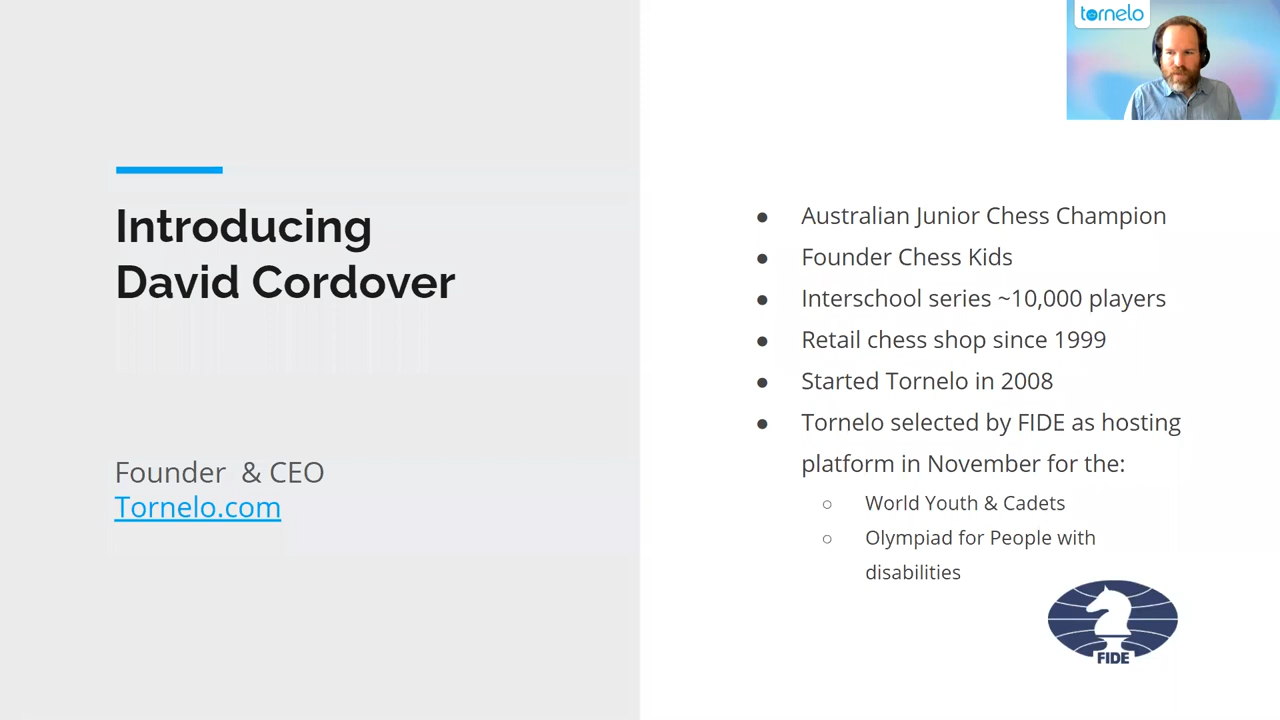 tornelo
Introducing
David Cordover
Founder & CEO
Tornelo.com
● Australian Junior Chess Champion
● Founder Chess Kids
● Interschool series ~10,000 players
● Retail chess shop since 1999
● Started Tornelo in 2008
● Tornelo selected by FIDE as hosting
platform in November for the:
○ World Youth & Cadets
○ Olympiad for People with
disabilities
FIDE